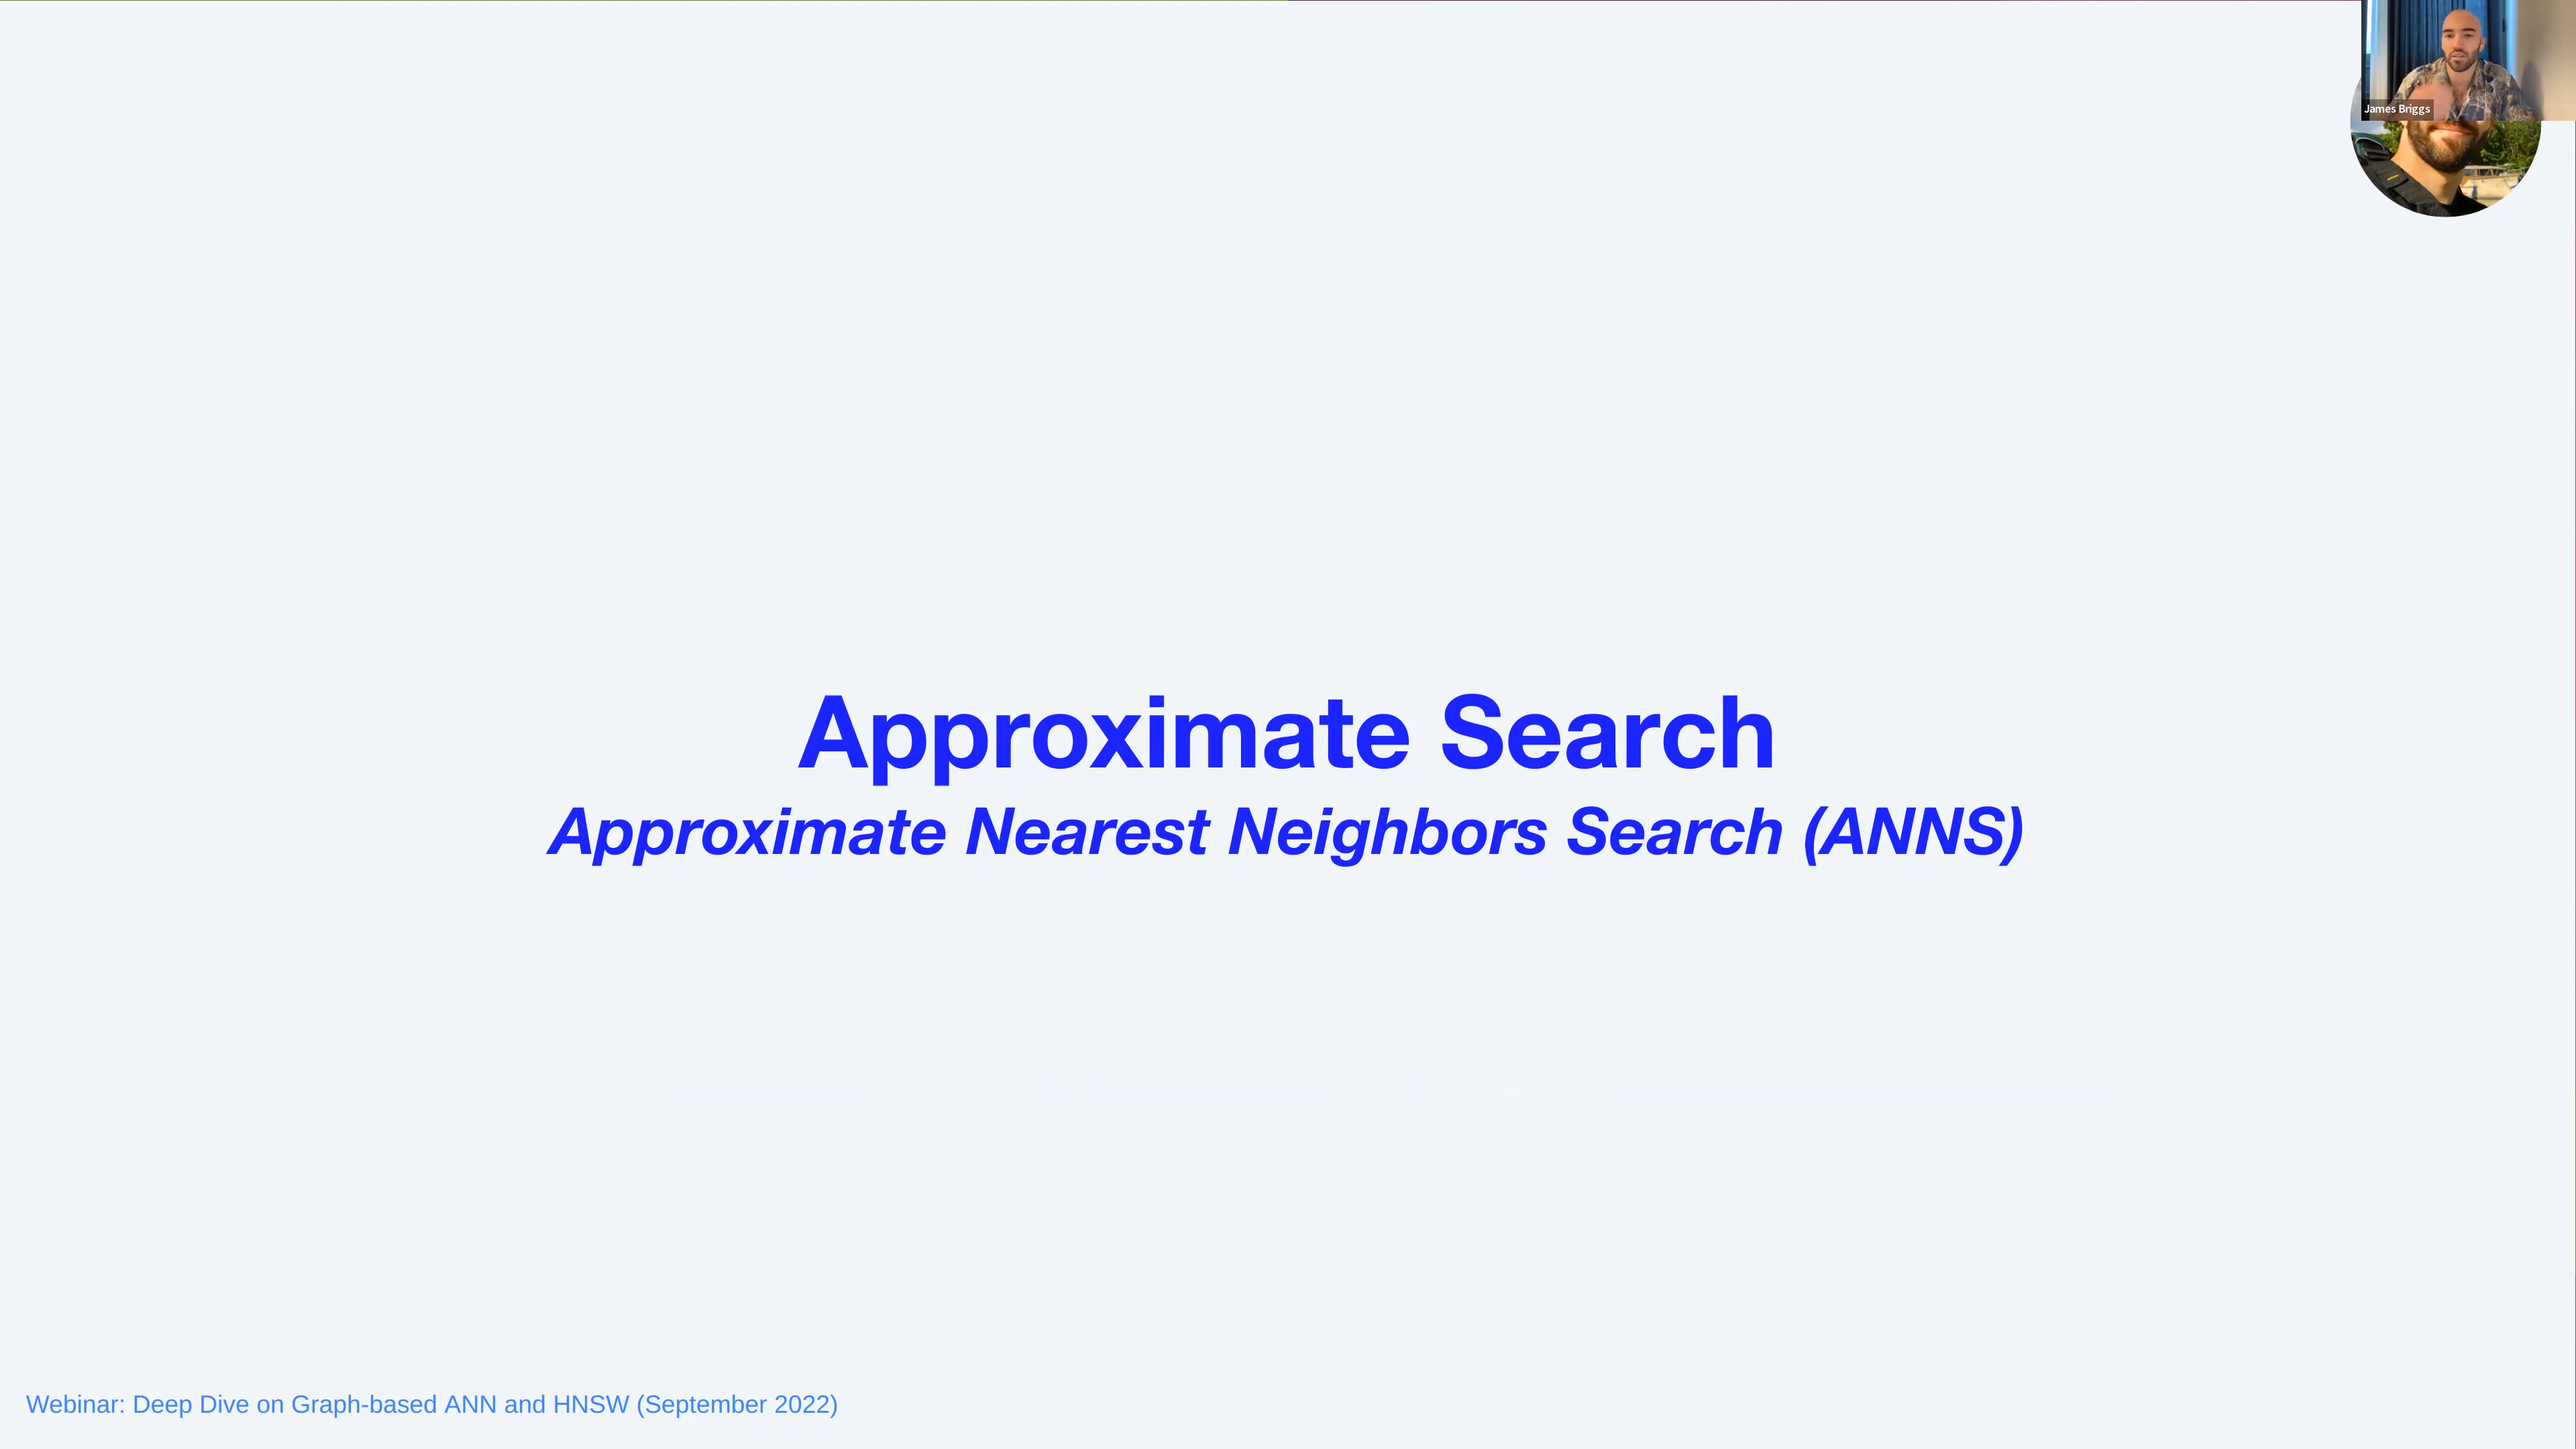 James Briggs
Approximate Search
Approximate Nearest Neighbors Search (ANNS)
Webinar: Deep Dive on Graph-based ANN and HNSW (September 2022)